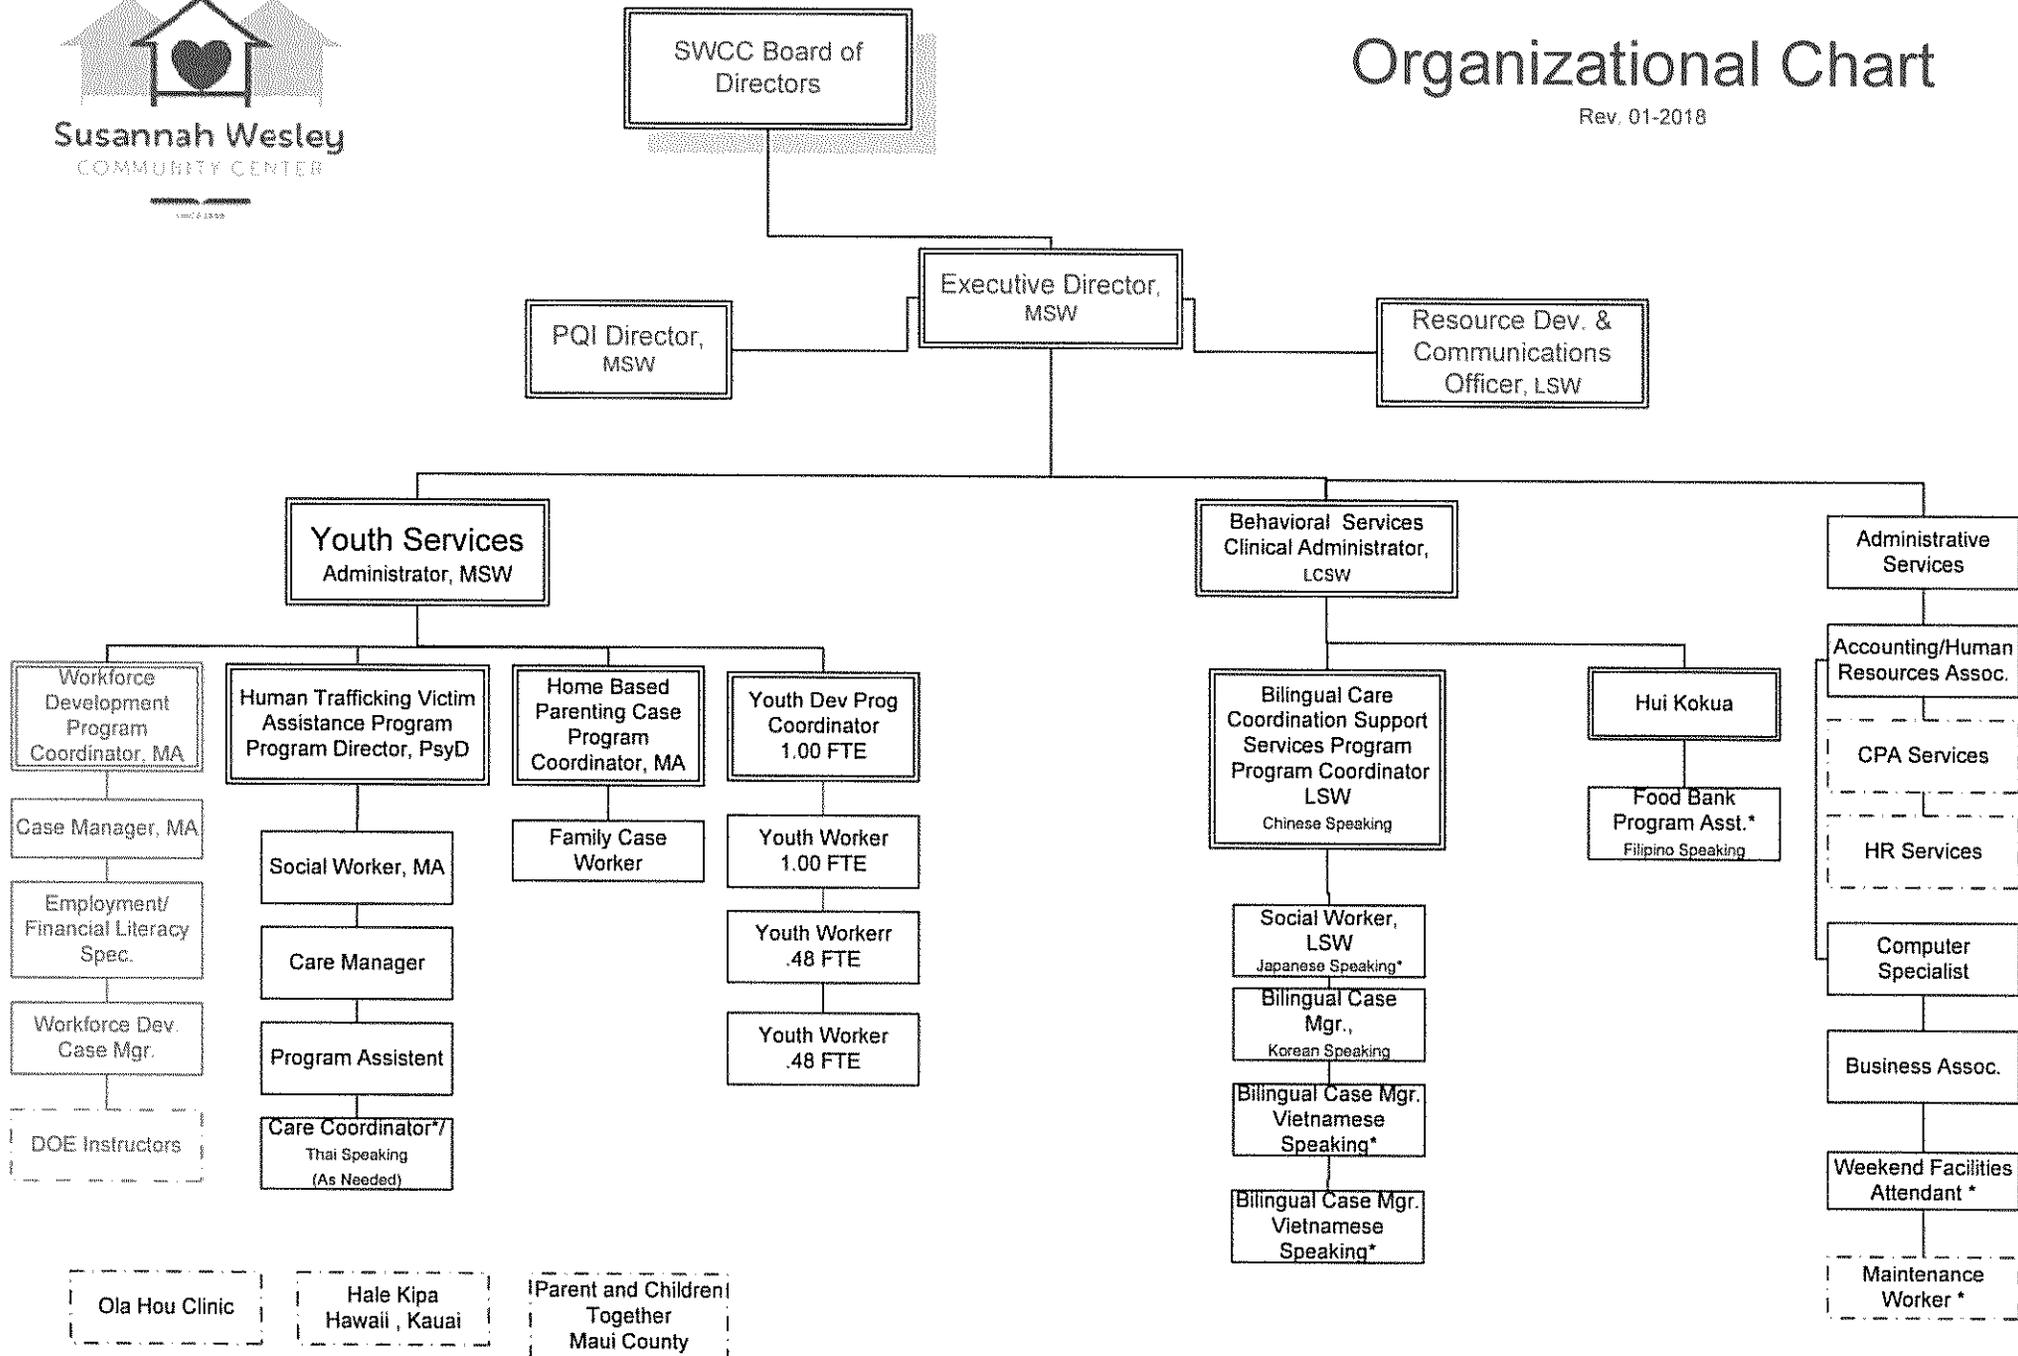 Susannah Wesley
COMMUNITY CENTER
SWCC Board of
Directors
Organizational Chart
Rev. 01-2018
Executive Director,
MSW
PQI Director,
MSW
Resource Dev. &
Communications
Officer, LSW
Youth Services
Administrator, MSW
Behavioral Services
Clinical Administrator,
LCSW
Administrative
Services
Workforce
Development
Program
Coordinator, MA
Case Manager, MA
Employment/
Financial Literacy
Spec.
Workforce Dev.
Case Mgr.
DOE Instructors
Human Trafficking Victim
Assistance Program
Program Director, PsyD
Social Worker, MA
Care Manager
Program Assistent
Care Coordinator*/
Thai Speaking
(As Needed)
Home Based
Parenting Case
Program
Coordinator, MA
Family Case
Worker
Youth Dev Prog
Coordinator
1.00 FTE
Youth Worker
1.00 FTE
Youth Workerr
.48 FTE
Youth Worker
.48 FTE
Bilingual Care
Coordination Support
Services Program
Program Coordinator
LSW
Chinese Speaking
Social Worker,
LSW
Japanese Speaking*
Bilingual Case
Mgr.,
Korean Speaking
Bilingual Case Mgr.
Vietnamese
Speaking*
Bilingual Case Mgr.
Vietnamese
Speaking*
Hui Kokua
Food Bank
Program Asst.*
Filipino Speaking
Accounting/Human
Resources Assoc.
CPA Services
HR Services
Computer
Specialist
Business Assoc.
Weekend Facilities
Attendant *
Maintenance
Worker *
Ola Hou Clinic
Hale Kipa
Hawaii , Kauai
Parent and Children
Together
Maui County